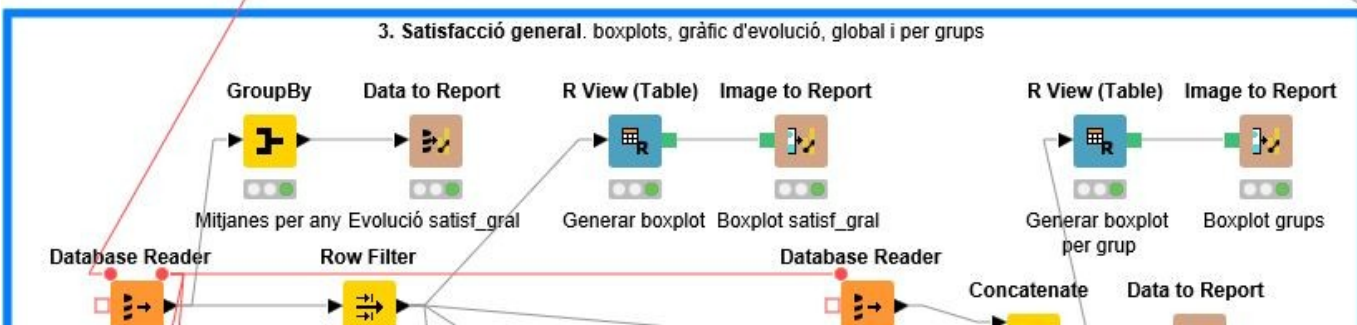 3. Satisfacció general. boxplots, gràfic d'evolució, global i per grups
GroupBy
Data to Report
R View (Table)
Image to Report
R View (Table)
Image to Report
Mitjanes per any
Evolució satisf_gral
Generar boxplot
Boxplot satisf_gral
Generar boxplot
per grup
Boxplot grups
Database Reader
Row Filter
Database Reader
Concatenate
Data to Report